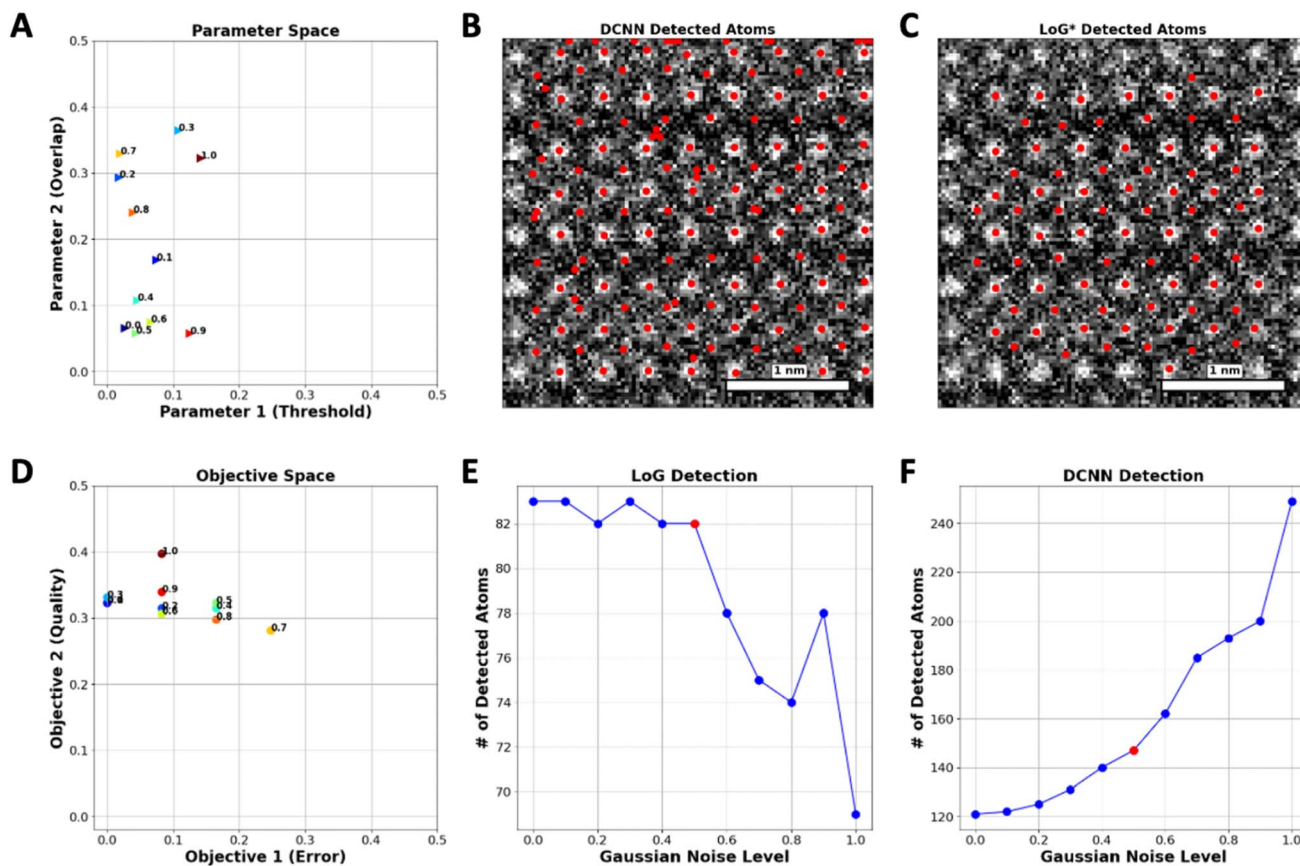 A
Parameter Space
0.5
0.4
0.3
0.2
0.1
0.0
0.3
1.0
0.7
0.2
0.8
0.1
0.4
0.6
0.0
0.5
0.9
0.0 0.1 0.2 0.3 0.4 0.5
Parameter 1 (Threshold)
Parameter 2 (Overlap)
B
DCNN Detected Atoms
1 nm
C
LoG* Detected Atoms
1 nm
D
Objective Space
0.5
0.4
0.3
0.2
0.1
0.0
1.0
0.9
0.3
0.2
0.6
0.5
0.4
0.8
0.7
0.0 0.1 0.2 0.3 0.4 0.5
Objective 1 (Error)
Objective 2 (Quality)
E
LoG Detection
82
80
78
76
74
72
70
0.0 0.2 0.4 0.6 0.8 1.0
Gaussian Noise Level
# of Detected Atoms
F
DCNN Detection
240
220
200
180
160
140
120
0.0 0.2 0.4 0.6 0.8 1.0
Gaussian Noise Level
# of Detected Atoms